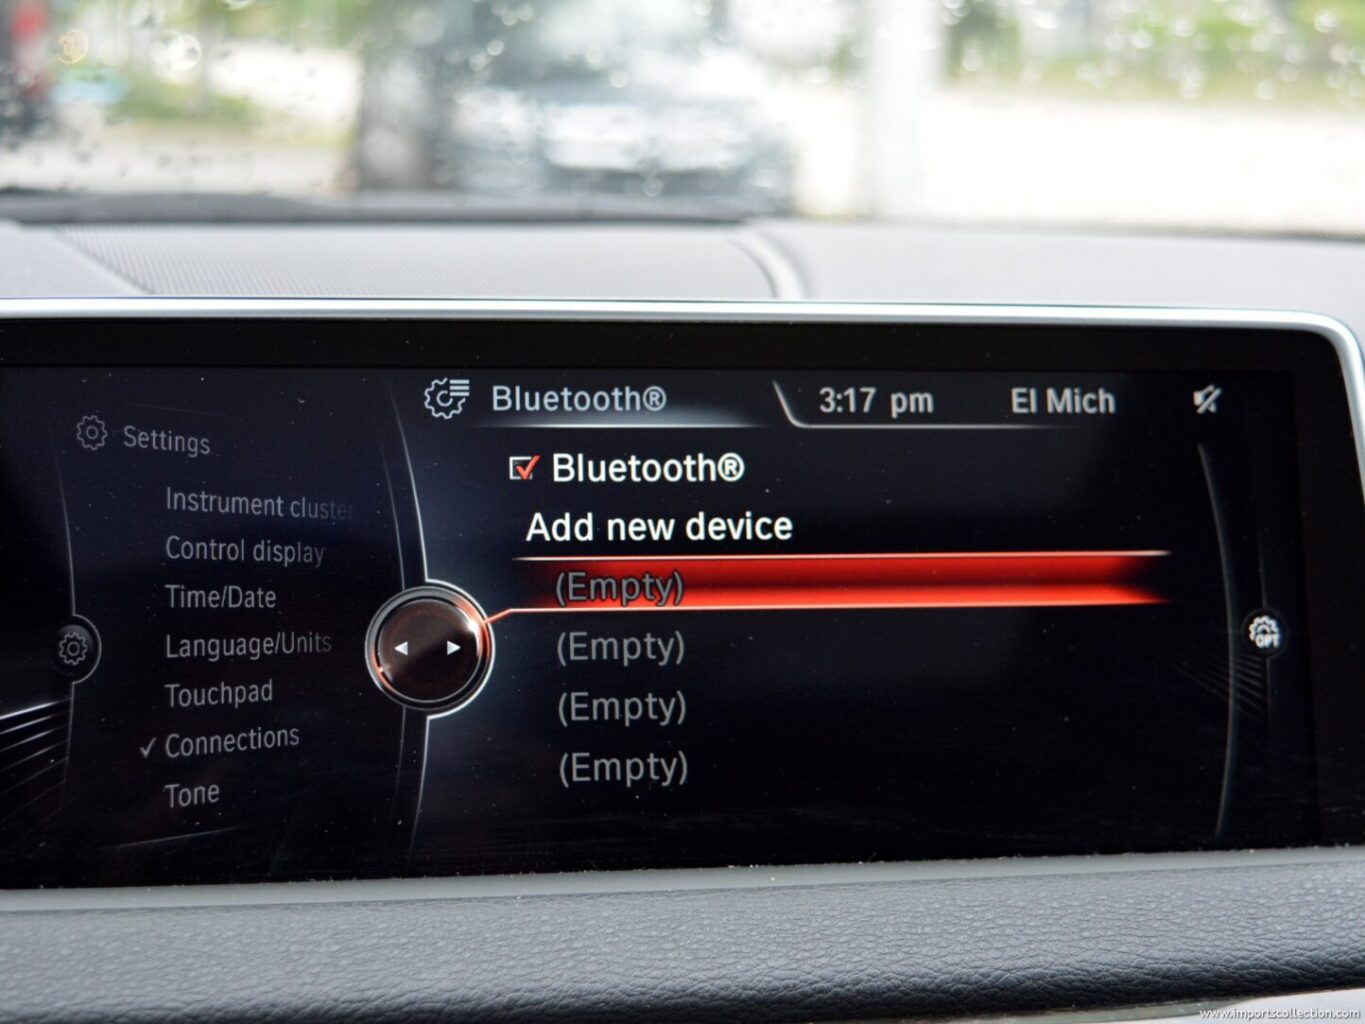 Bluetooth®
3:17 pm
El Mich
Settings
Instrument cluster
Control display
Time/Date
Language/Units
Touchpad
✓ Connections
Tone
Bluetooth®
Add new device
(Empty)
(Empty)
(Empty)
(Empty)
OPT
www.importscollection.com